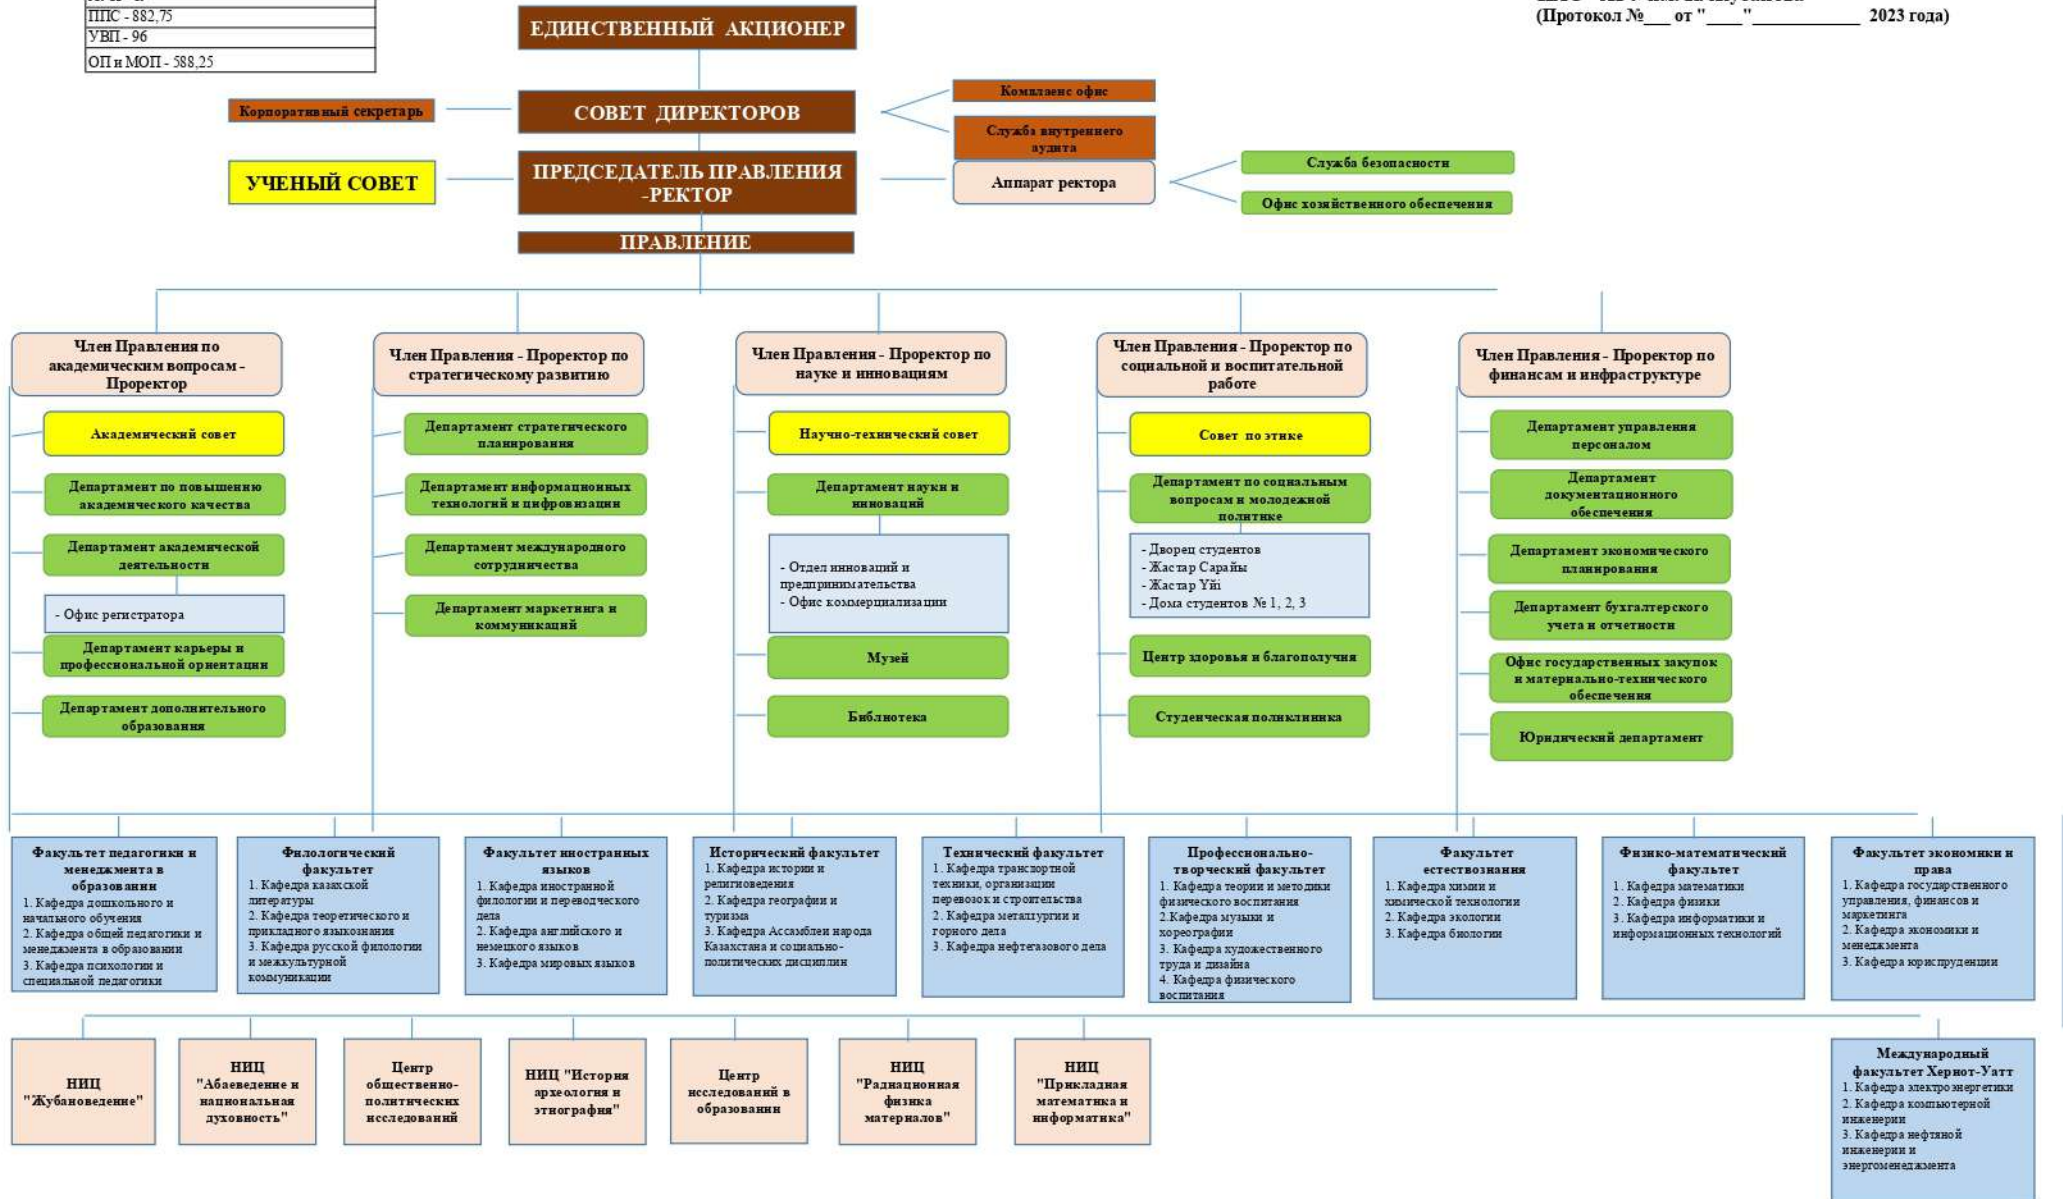 ППС - 882,75
УВП - 96
ОП и МОП - 588,25
(Протокол №___ от "____"____________ 2023 года)
ЕДИНСТВЕННЫЙ АКЦИОНЕР
Корпоративный секретарь
СОВЕТ ДИРЕКТОРОВ
Комплаенс офис
Служба внутреннего
аудита
УЧЕНЫЙ СОВЕТ
ПРЕДСЕДАТЕЛЬ ПРАВЛЕНИЯ
-РЕКТОР
Аппарат ректора
Служба безопасности
Офис хозяйственного обеспечения
ПРАВЛЕНИЕ
Член Правления по
академическим вопросам -
Проректор
Академический совет
Департамент по повышению
академического качества
Департамент академической
деятельности
- Офис регистратора
Департамент карьеры и
профессиональной ориентации
Департамент дополнительного
образования
Член Правления - Проректор по
стратегическому развитию
Департамент стратегического
планирования
Департамент информационных
технологий и цифровизации
Департамент международного
сотрудничества
Департамент маркетинга и
коммуникаций
Член Правления - Проректор по
науке и инновациям
Научно-технический совет
Департамент науки и
инноваций
- Отдел инноваций и
предпринимательства
- Офис коммерциализации
Музей
Библиотека
Член Правления - Проректор по
социальной и воспитательной
работе
Совет по этике
Департамент по социальным
вопросам и молодежной
политике
- Дворец студентов
- Жастар Сарайы
- Жастар Үйі
- Дома студентов № 1, 2, 3
Центр здоровья и благополучия
Студенческая поликлиника
Член Правления - Проректор по
финансам и инфраструктуре
Департамент управления
персоналом
Департамент
документационного
обеспечения
Департамент экономического
планирования
Департамент бухгалтерского
учета и отчетности
Офис государственных закупок
и материально-технического
обеспечения
Юридический департамент
Факультет педагогики и
менеджмента в
образовании
1. Кафедра дошкольного и
начального обучения
2. Кафедра общей педагогики и
менеджмента в образовании
3. Кафедра психологии и
специальной педагогики
Филологический
факультет
1. Кафедра казахской
литературы
2. Кафедра теоретического и
прикладного языкознания
3. Кафедра русской филологии
и межкультурной
коммуникации
Факультет иностранных
языков
1. Кафедра иностранной
филологии и переводческого
дела
2. Кафедра английского и
немецкого языков
3. Кафедра мировых языков
Исторический факультет
1. Кафедра истории и
религиоведения
2. Кафедра географии и
туризма
3. Кафедра Ассамблеи народа
Казахстана и социально-
политических дисциплин
Технический факультет
1. Кафедра транспортной
техники, организации
перевозок и строительства
2. Кафедра металлургии и
горного дела
3. Кафедра нефтегазового дела
Профессионально-
творческий факультет
1. Кафедра теории и методики
физического воспитания
2.Кафедра музыки и
хореографии
3. Кафедра художественного
труда и дизайна
4. Кафедра физического
воспитания
Факультет
естествознания
1. Кафедра химии и
химической технологии
2. Кафедра экологии
3. Кафедра биологии
Физико-математический
факультет
1. Кафедра математики
2. Кафедра физики
3. Кафедра информатики и
информационных технологий
Факультет экономики и
права
1. Кафедра государственного
управления, финансов и
маркетинга
2. Кафедра экономики и
менеджмента
3. Кафедра юриспруденции
НИЦ
"Жубановедение"
НИЦ
"Абаеведение и
национальная
духовность"
Центр
общественно-
политических
исследований
НИЦ "История
археология и
этнография"
Центр
исследований в
образовании
НИЦ
"Радиационная
физика
материалов"
НИЦ
"Прикладная
математика и
информатика"
Международный
факультет Хериот-Уатт
1. Кафедра электроэнергетики
2. Кафедра компьютерной
инженерии
3. Кафедра нефтяной
инженерии и
энергоменеджмента